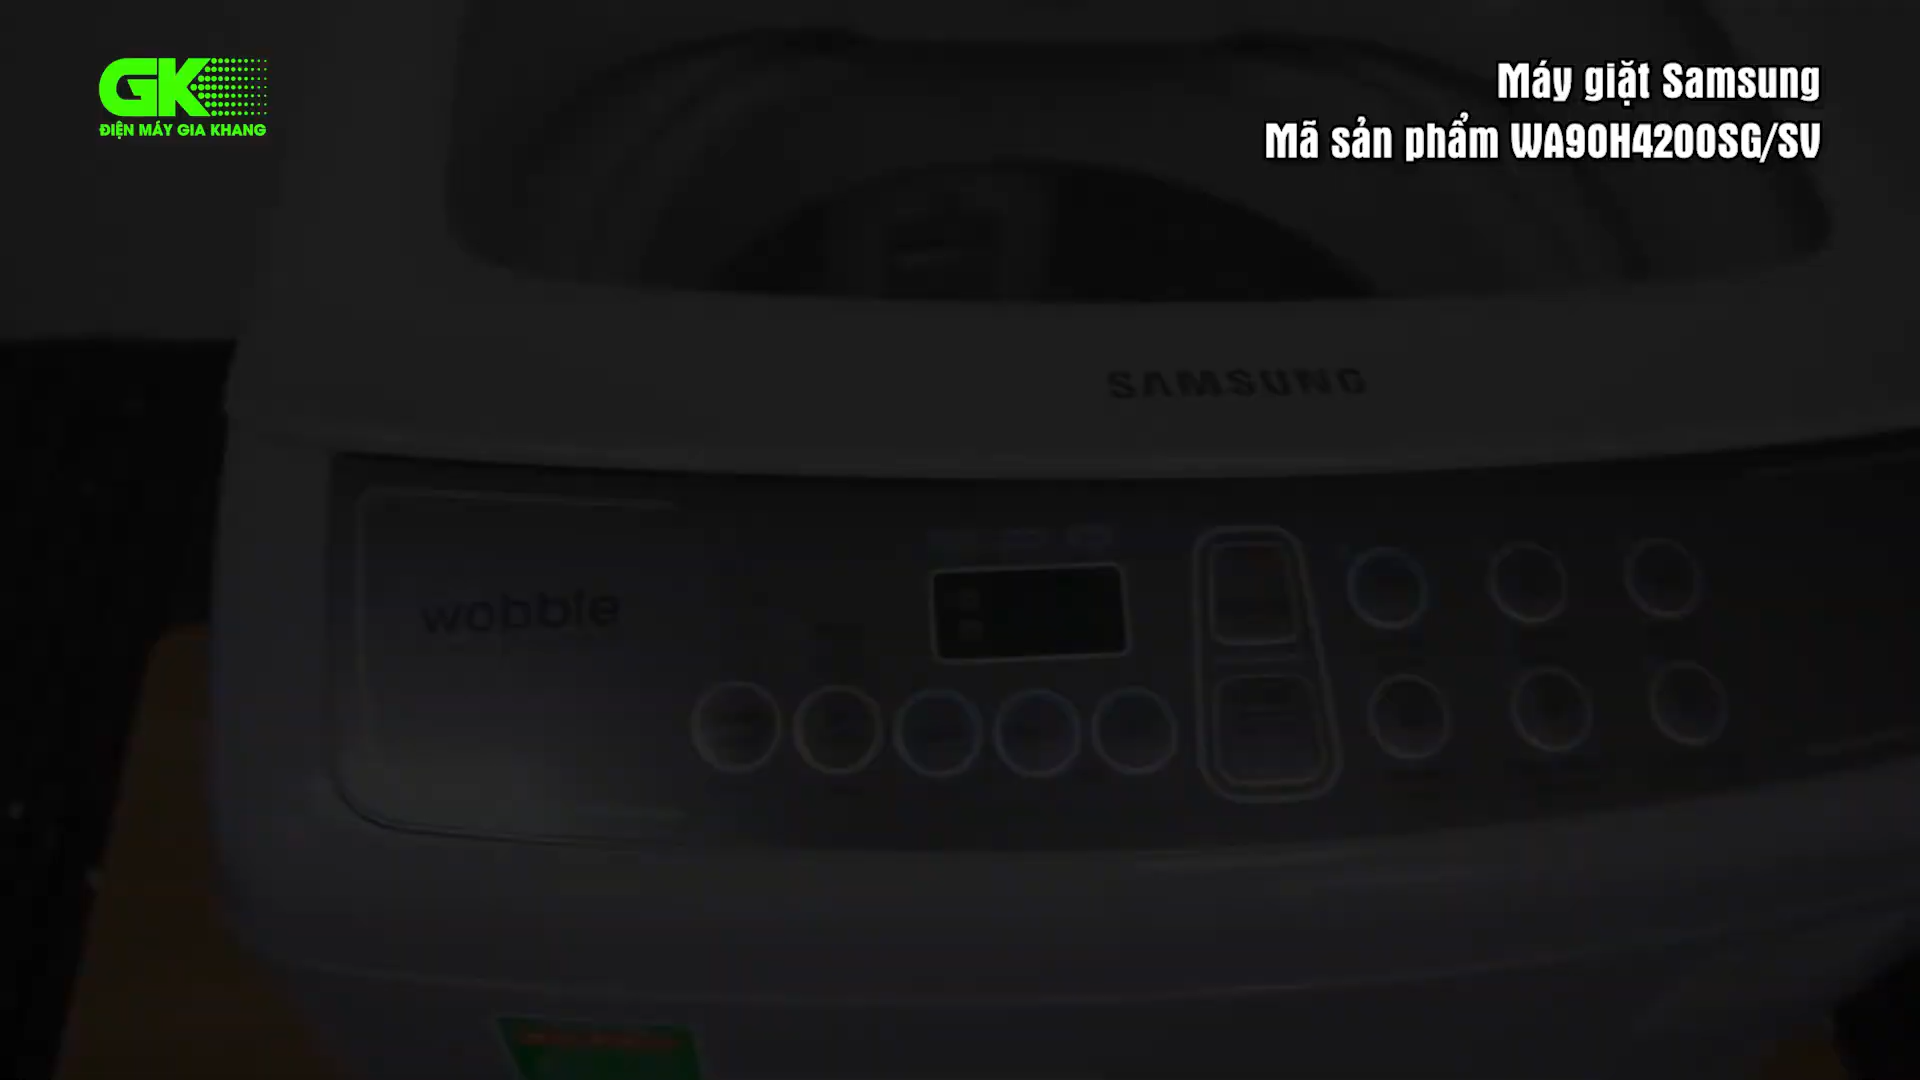 GK
ĐIỆN MÁY GIA KHANG
Máy giặt Samsung
Mã sản phẩm WA90H4200SG/SV
SAMSUNG
wobble